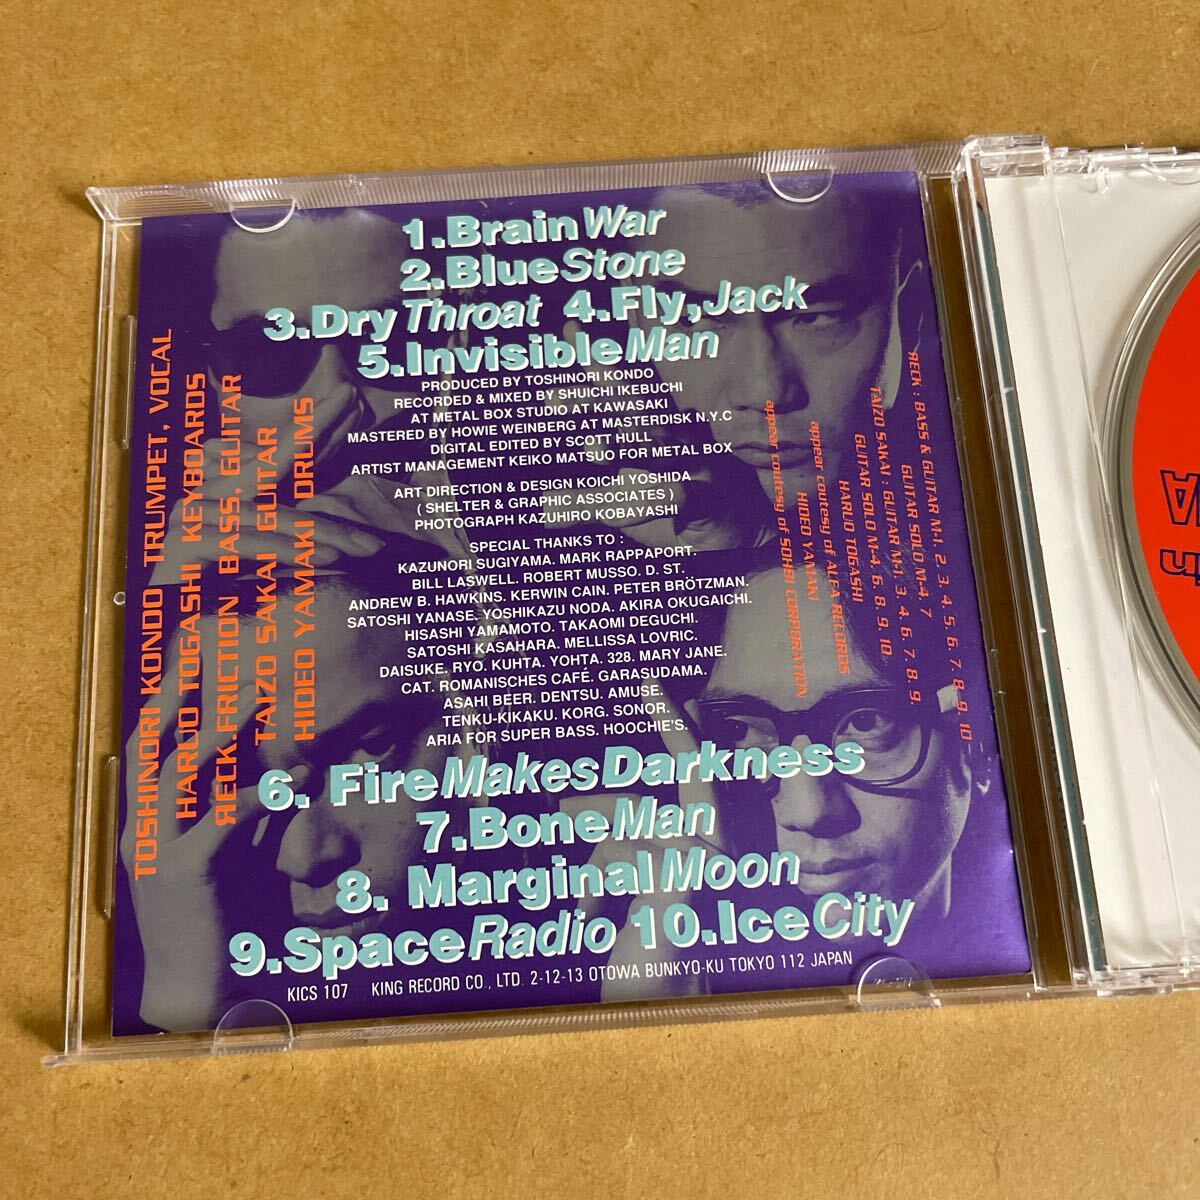 1.Brain War
2.Blue Stone
3.Dry Throat 4.Fly, Jack
5.Invisible Man
PRODUCED BY TOSHINORI KONDO
RECORDED & MIXED BY SHUICHI IKEBUCHI
AT METAL BOX STUDIO AT KAWASAKI
MASTERED BY HOWIE WEINBERG AT MASTERDISK N.Y.C
DIGITAL EDITED BY SCOTT HULL
ARTIST MANAGEMENT KEIKO MATSUO FOR METAL BOX
ART DIRECTION & DESIGN KOICHI YOSHIDA
( SHELTER & GRAPHIC ASSOCIATES )
PHOTOGRAPH KAZUHIRO KOBAYASHI
SPECIAL THANKS TO :
KAZUNORI SUGIYAMA. MARK RAPPAPORT.
BILL LASWELL. ROBERT MUSSO. D. ST.
ANDREW B. HAWKINS. KERWIN CAIN. PETER BRÖTZMAN.
SATOSHI YANASE. YOSHIKAZU NODA. AKIRA OKUGAICHI.
HISASHI YAMAMOTO. TAKAOMI DEGUCHI.
SATOSHI KASAHARA. MELLISSA LOVRIC.
DAISUKE. RYO. KUHTA. YOHTA. 328. MARY JANE.
CAT. ROMANISCHES CAFÉ. GARASUDAMA.
ASAHI BEER. DENTSU. AMUSE.
TENKU-KIKAKU. KORG. SONOR.
ARIA FOR SUPER BASS. HOOCHIE'S.
6. Fire Makes Darkness
7.Bone Man
8. Marginal Moon
9.Space Radio 10.Ice City
KICS 107 KING RECORD CO., LTD. 2-12-13 OTOWA BUNKYO-KU TOKYO 112 JAPAN
TOSHINORI KONDO TRUMPET, VOCAL
HARUO TOGASHI KEYBOARDS
ЯECK.FRICTION BASS, GUITAR
TAIZO SAKAI GUITAR
HIDEO YAMAKI DRUMS
ЯECK : BASS & GUITAR M-1. 2. 3. 4. 5. 6. 7. 8. 9. 10
GUITAR SOLO M-4. 7
TAIZO SAKAI : GUITAR M-1. 3. 4. 6. 7. 8. 9.
GUITAR SOLO M-4. 6. 8. 9. 10
HARUO TOGASHI
appear coutesy of ALFA RECORDS
HIDEO YAMAKI
appear coutesy of SOHBI CORPORATION